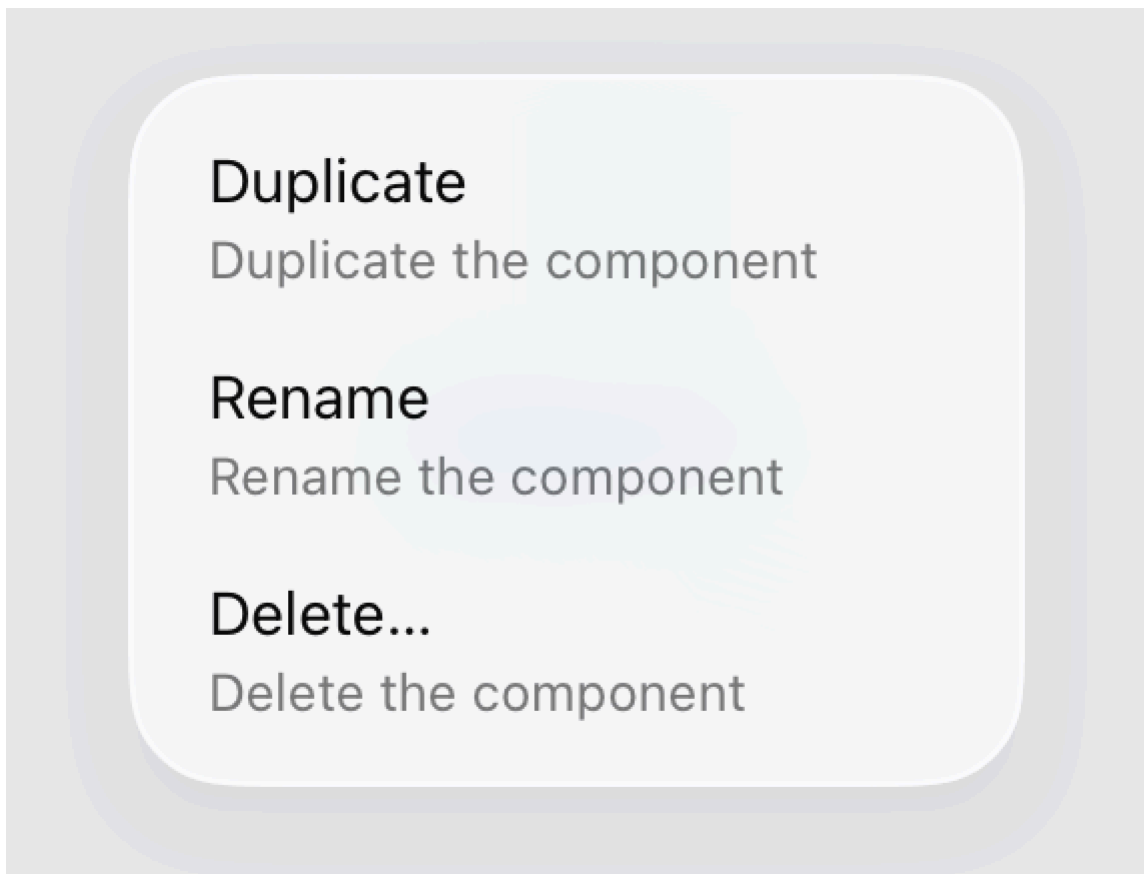 Duplicate
Duplicate the component
Rename
Rename the component
Delete...
Delete the component